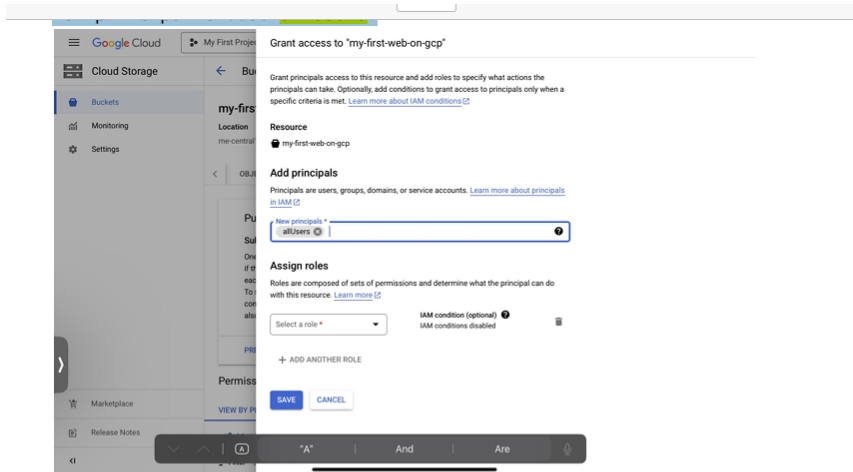 Google Cloud
My First Projec
Grant access to "my-first-web-on-gcp"
Cloud Storage
Bu
Grant principals access to this resource and add roles to specify what actions the
principals can take. Optionally, add conditions to grant access to principals only when a
specific criteria is met. Learn more about IAM conditions
Buckets
my-firs
Monitoring
Location
Resource
Settings
me-central1
my-first-web-on-gcp
OBJE
Add principals
Principals are users, groups, domains, or service accounts. Learn more about principals
in IAM
Pu
New principals *
allUsers
Sul
One
if th
eac
To
con
also
Assign roles
Roles are composed of sets of permissions and determine what the principal can do
with this resource. Learn more
Select a role *
IAM condition (optional)
IAM conditions disabled
PRE
+ ADD ANOTHER ROLE
Permiss
SAVE
CANCEL
Marketplace
VIEW BY P
Release Notes
A
"A"
And
Are